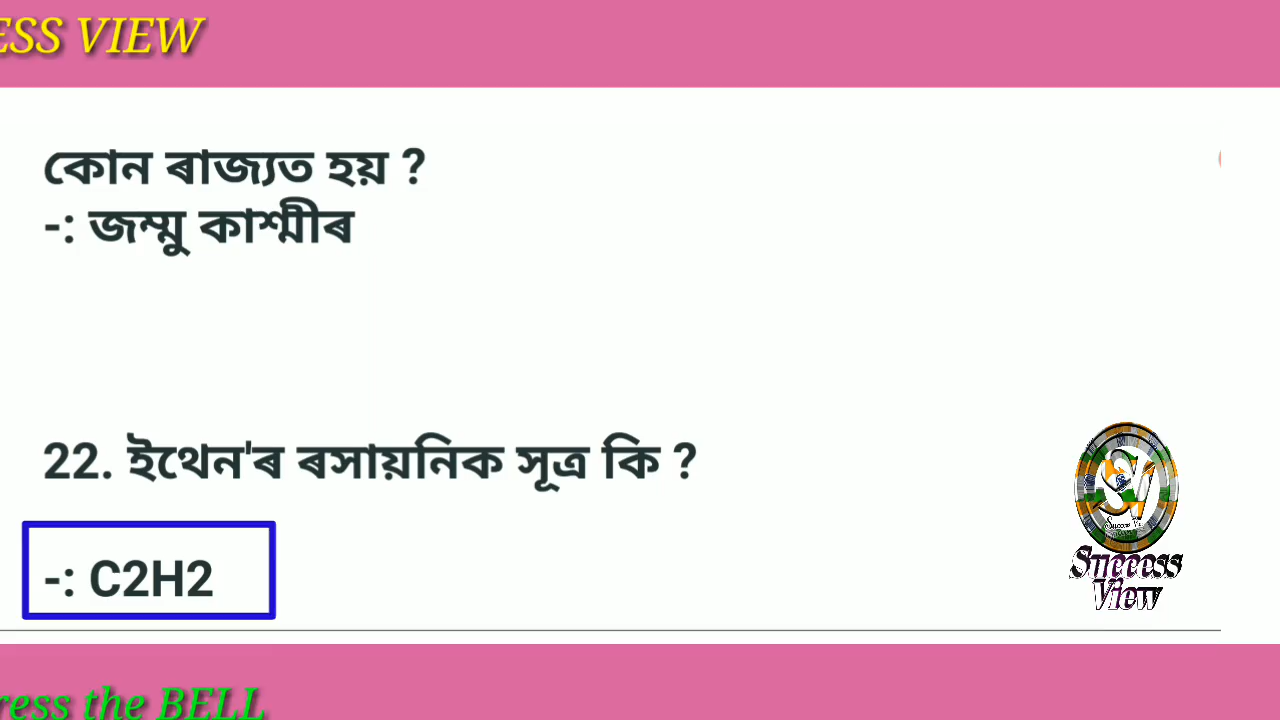 ESS VIEW
কোন ৰাজ্যত হয় ?
-: জম্মু কাশ্মীৰ
22. ইথেন'ৰ ৰসায়নিক সূত্ৰ কি ?
-: C2H2
Success
View
ress the BELL